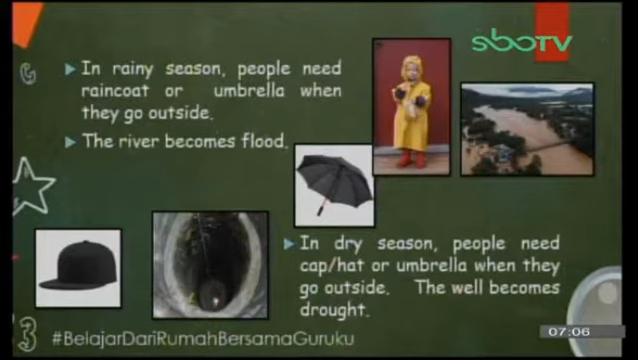 sboTV
In rainy season, people need
raincoat or umbrella when
they go outside.
The river becomes flood.
In dry season, people need
cap/hat or umbrella when they
go outside. The well becomes
drought.
07:06
#BelajarDariRumahBersamaGuruku